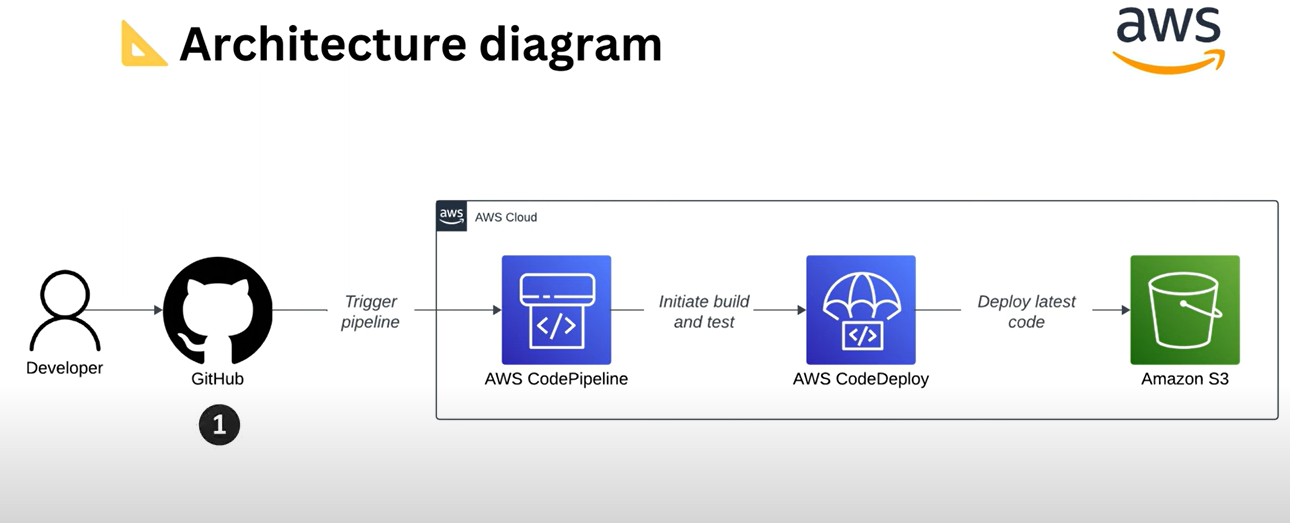 Architecture diagram
aws
aws
AWS Cloud
Trigger
pipeline
Initiate build
and test
Deploy latest
code
</>
</>
Developer
GitHub
AWS CodePipeline
AWS CodeDeploy
Amazon S3
1